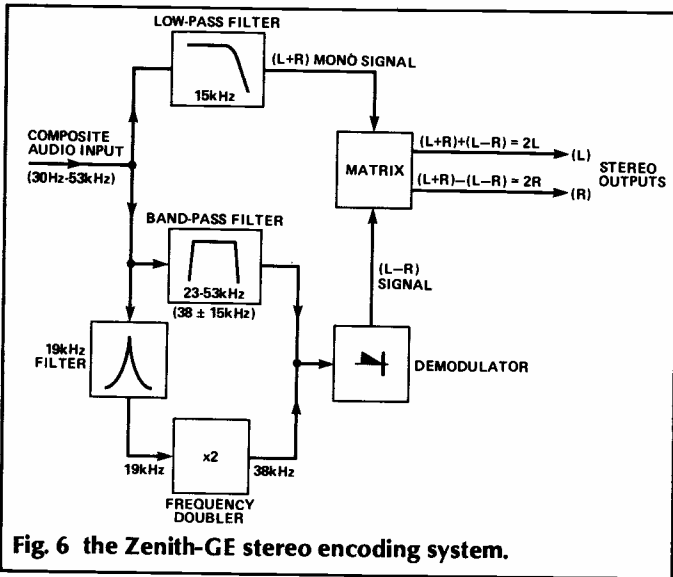 LOW-PASS FILTER
15kHz
(L+R) MONO SIGNAL
COMPOSITE
AUDIO INPUT
(30Hz-53kHz)
MATRIX
(L+R)+(L−R) = 2L
(L)
(L+R)−(L−R) = 2R
(R)
STEREO
OUTPUTS
BAND-PASS FILTER
23-53kHz
(38 ± 15kHz)
(L−R)
SIGNAL
19kHz
FILTER
DEMODULATOR
19kHz
x2
38kHz
FREQUENCY
DOUBLER
Fig. 6 the Zenith-GE stereo encoding system.